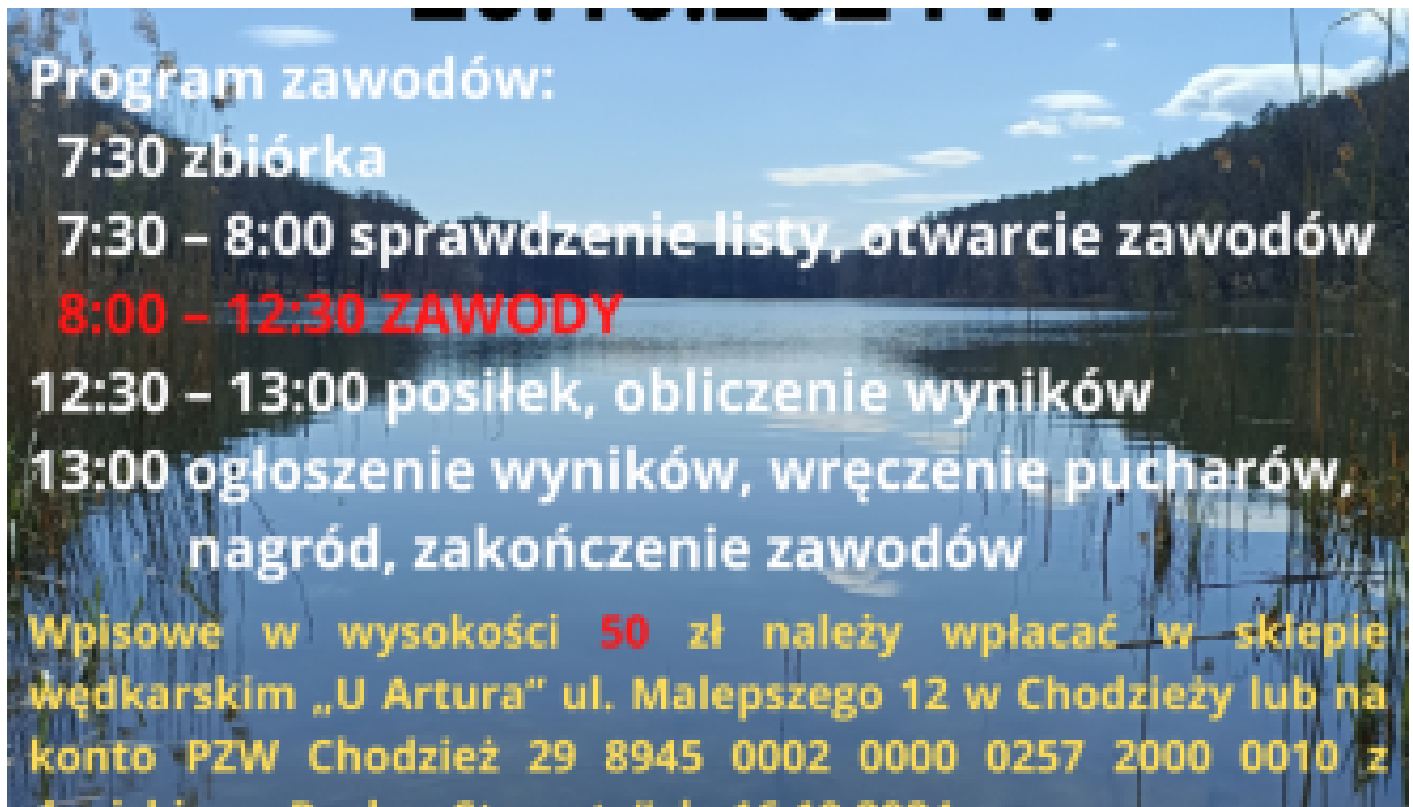 Program zawodów:
7:30 zbiórka
7:30 – 8:00 sprawdzenie listy, otwarcie zawodów
8:00 – 12:30 ZAWODY
12:30 – 13:00 posiłek, obliczenie wyników
13:00 ogłoszenie wyników, wręczenie pucharów,
nagród, zakończenie zawodów
Wpisowe w wysokości 50 zł należy wpłacać w sklepie
wędkarskim „U Artura” ul. Malepszego 12 w Chodzieży lub na
konto PZW Chodzież 29 8945 0002 0000 0257 2000 0010 z